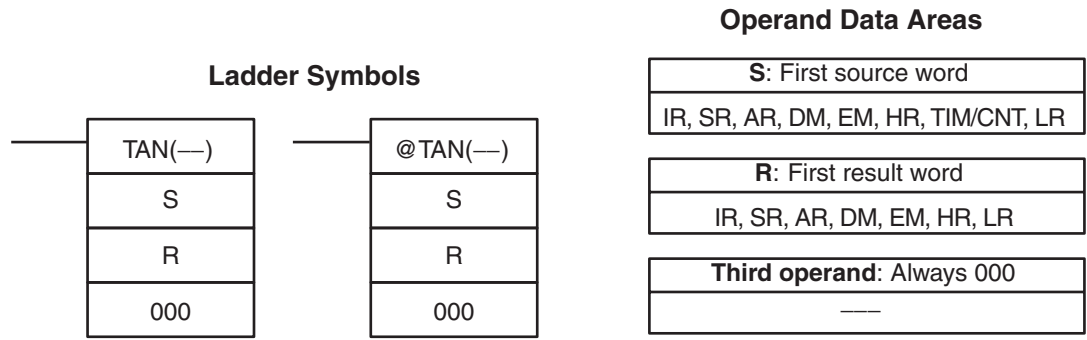 Ladder Symbols
TAN(––)
S
R
000
@TAN(––)
S
R
000
Operand Data Areas
S: First source word
IR, SR, AR, DM, EM, HR, TIM/CNT, LR
R: First result word
IR, SR, AR, DM, EM, HR, LR
Third operand: Always 000
–––